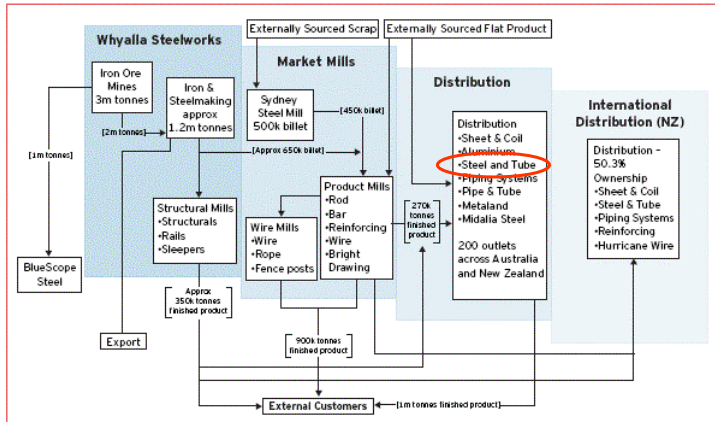 Externally Sourced Scrap
Externally Sourced Flat Product
Whyalla Steelworks
Iron Ore
Mines
3m tonnes
[2m tonnes]
Iron &
Steelmaking
approx
1.2m tonnes
[1m tonnes]
Structural Mills
•Structurals
•Rails
•Sleepers
BlueScope
Steel
Export
[Approx
350k tonnes
finished product]
Market Mills
Sydney
Steel Mill
500k billet
[450k billet]
[Approx 650k billet]
Wire Mills
•Wire
•Rope
•Fence posts
Product Mills
•Rod
•Bar
•Reinforcing
•Wire
•Bright
Drawing
[900k tonnes
finished product]
[270k
tonnes
finished
product]
Distribution
Distribution
•Sheet & Coil
•Aluminium
•Steel and Tube
•Piping Systems
•Pipe & Tube
•Metaland
•Midalia Steel
200 outlets
across Australia
and New Zealand
International
Distribution (NZ)
Distribution –
50.3%
Ownership
•Sheet & Coil
•Steel & Tube
•Piping Systems
•Reinforcing
•Hurricane Wire
External Customers
[1m tonnes finished product]